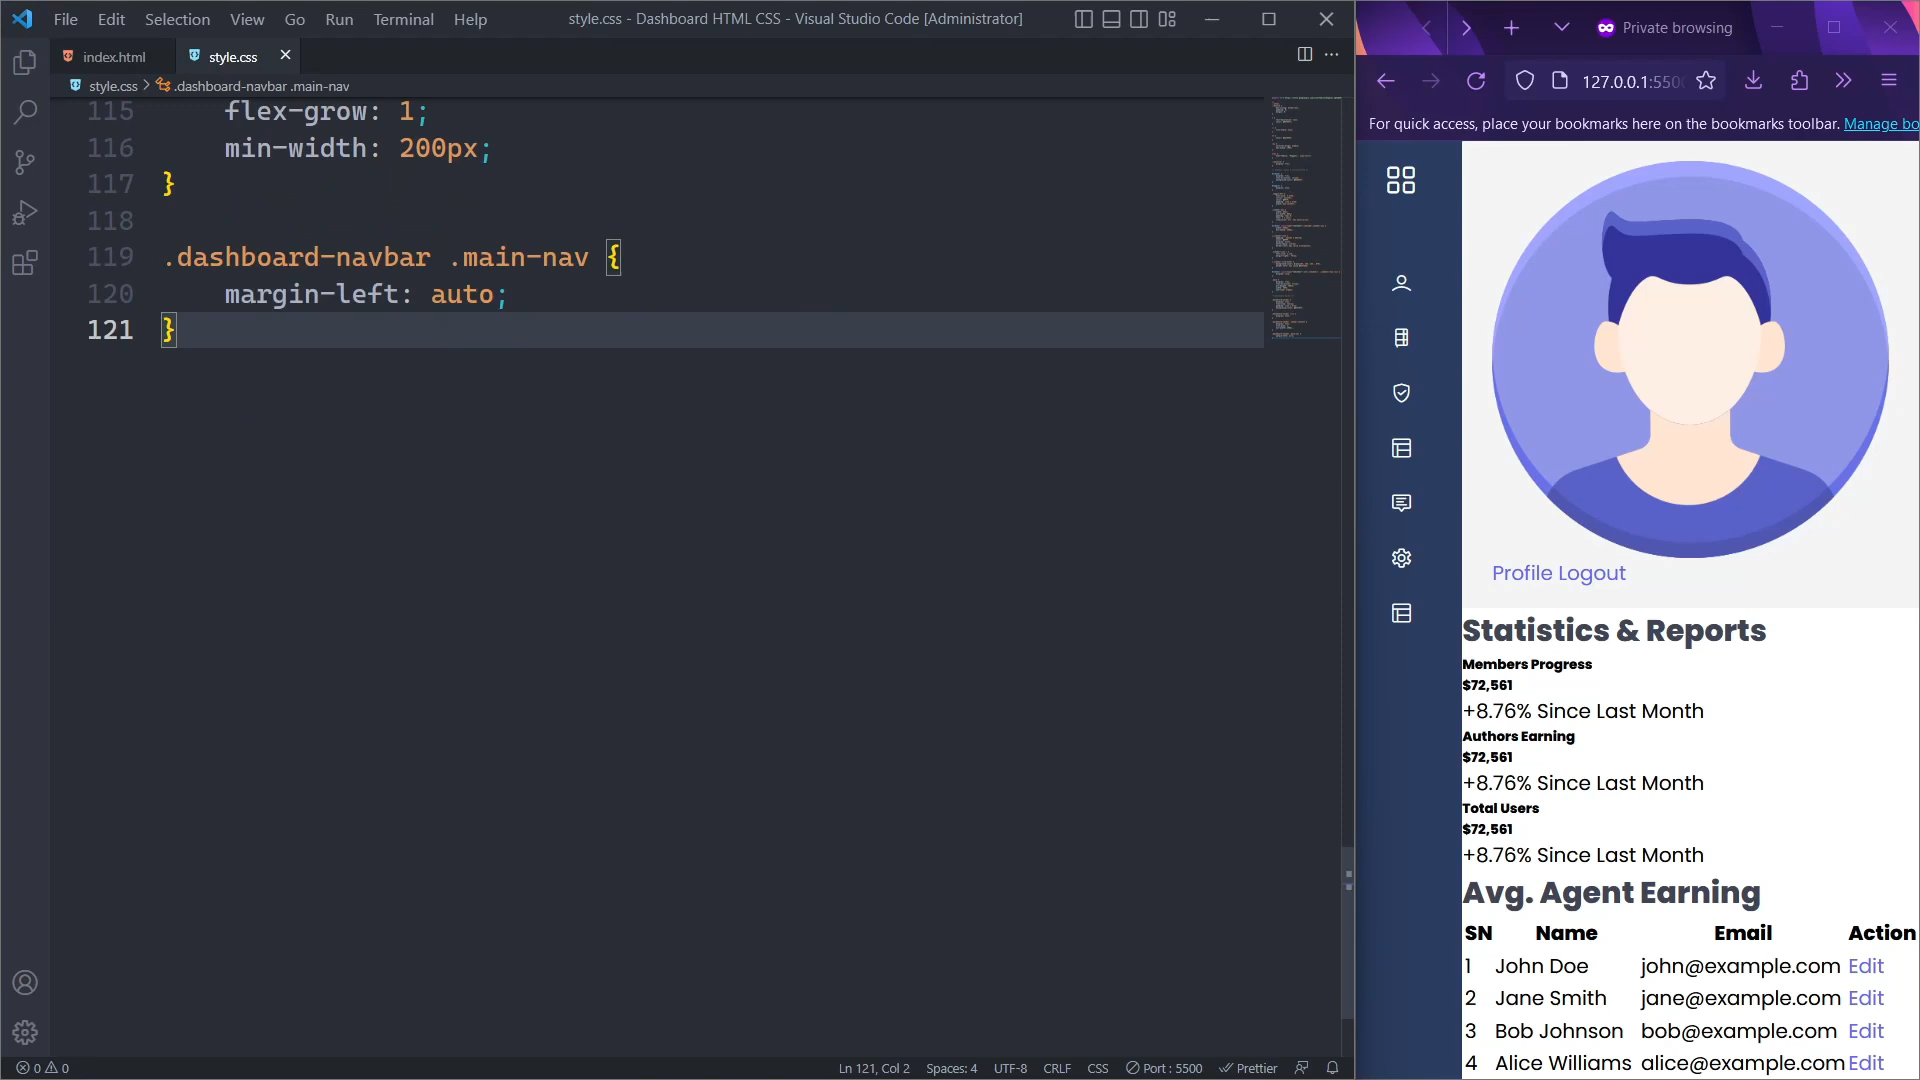 File Edit Selection View Go Run Terminal Help
style.css - Dashboard HTML CSS - Visual Studio Code [Administrator]
index.html
style.css
style.css > .dashboard-navbar .main-nav
115 flex-grow: 1;
116 min-width: 200px;
117 }
118
119 .dashboard-navbar .main-nav {
120 margin-left: auto;
121 }
0 0
Ln 121, Col 2
Spaces: 4
UTF-8
CRLF
CSS
Port : 5500
Prettier
Private browsing
127.0.0.1:5500
For quick access, place your bookmarks here on the bookmarks toolbar. Manage bo
Profile Logout
Statistics & Reports
Members Progress
$72,561
+8.76% Since Last Month
Authors Earning
$72,561
+8.76% Since Last Month
Total Users
$72,561
+8.76% Since Last Month
Avg. Agent Earning
SN Name Email Action
1 John Doe john@example.com Edit
2 Jane Smith jane@example.com Edit
3 Bob Johnson bob@example.com Edit
4 Alice Williams alice@example.com Edit